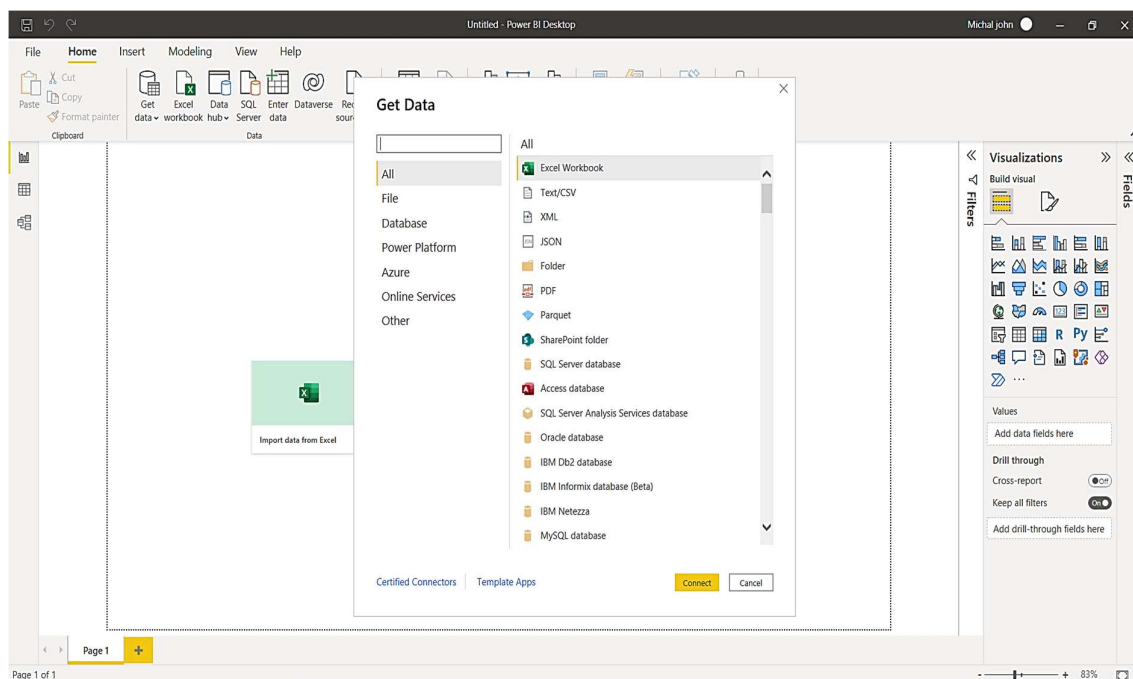 Untitled - Power BI Desktop
Michal john
File Home Insert Modeling View Help
Paste
Cut
Copy
Format painter
Clipboard
Get data
Excel workbook
Data hub
SQL Server
Enter data
Dataverse
Data
Get Data
All
File
Database
Power Platform
Azure
Online Services
Other
All
Excel Workbook
Text/CSV
XML
JSON
Folder
PDF
Parquet
SharePoint folder
SQL Server database
Access database
SQL Server Analysis Services database
Oracle database
IBM Db2 database
IBM Informix database (Beta)
IBM Netezza
MySQL database
Certified Connectors Template Apps
Connect Cancel
Import data from Excel
Filters
Visualizations
Fields
Build visual
123
R Py
Values
Add data fields here
Drill through
Cross-report Off
Keep all filters On
Add drill-through fields here
Page 1 +
Page 1 of 1
- + 83%